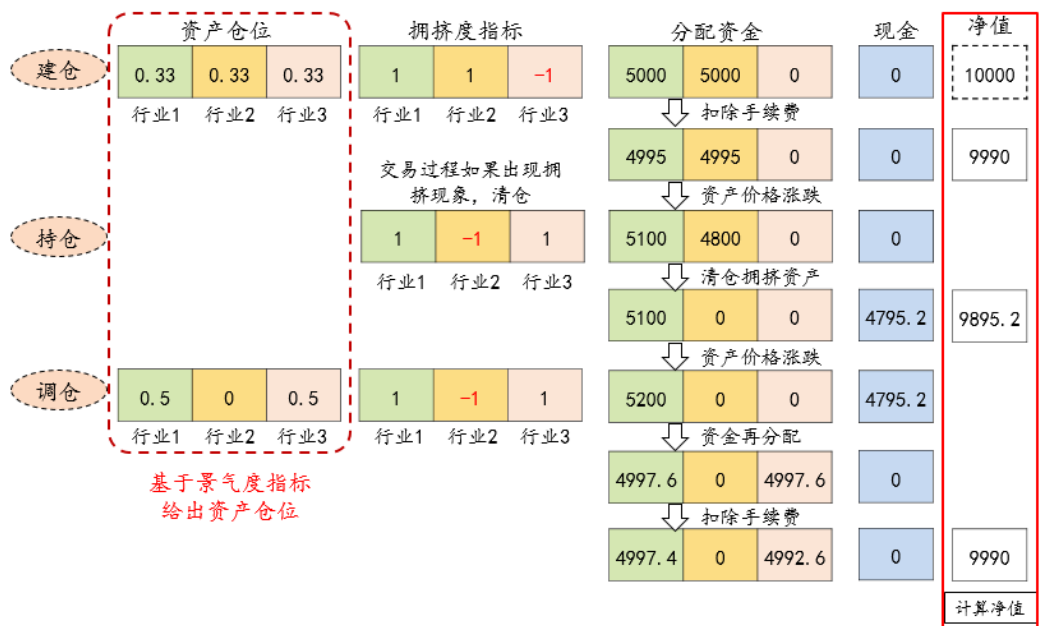 资产仓位 拥挤度指标 分配资金 现金 净值
建仓 0.33 0.33 0.33 1 1 -1 5000 5000 0 0 10000
行业1 行业2 行业3 行业1 行业2 行业3 扣除手续费
4995 4995 0 0 9990
交易过程如果出现拥
挤现象，清仓
资产价格涨跌
持仓 1 -1 1 5100 4800 0 0
行业1 行业2 行业3 清仓拥挤资产
5100 0 0 4795.2 9895.2
资产价格涨跌
调仓 0.5 0 0.5 1 -1 1 5200 0 0 4795.2
行业1 行业2 行业3 行业1 行业2 行业3 资金再分配
基于景气度指标
给出资产仓位
4997.6 0 4997.6 0
扣除手续费
4997.4 0 4992.6 0 9990
计算净值